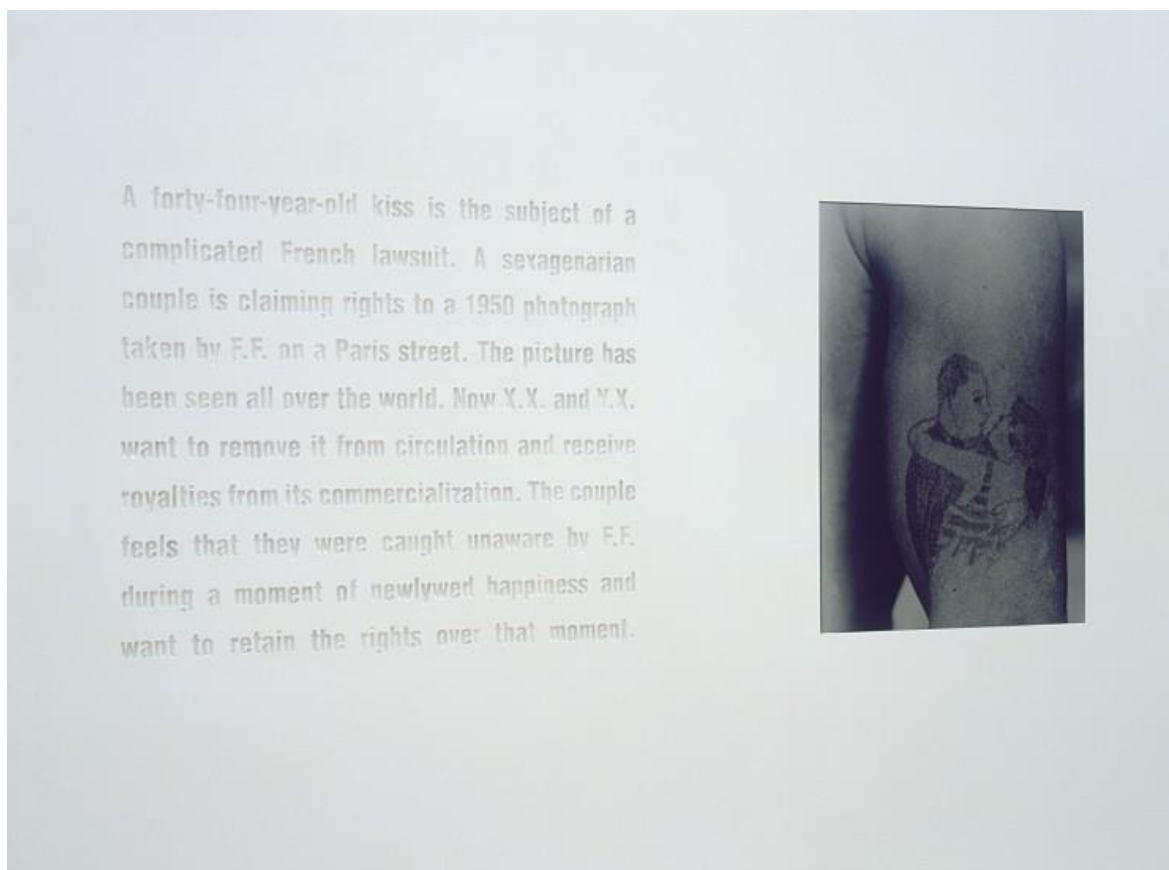 A forty-four-year-old kiss is the subject of a
complicated French lawsuit. A sexagenarian
couple is claiming rights to a 1950 photograph
taken by F.F. on a Paris street. The picture has
been seen all over the world. Now X.X. and Y.X.
want to remove it from circulation and receive
royalties from its commercialization. The couple
feels that they were caught unaware by F.F.
during a moment of newlywed happiness and
want to retain the rights over that moment.